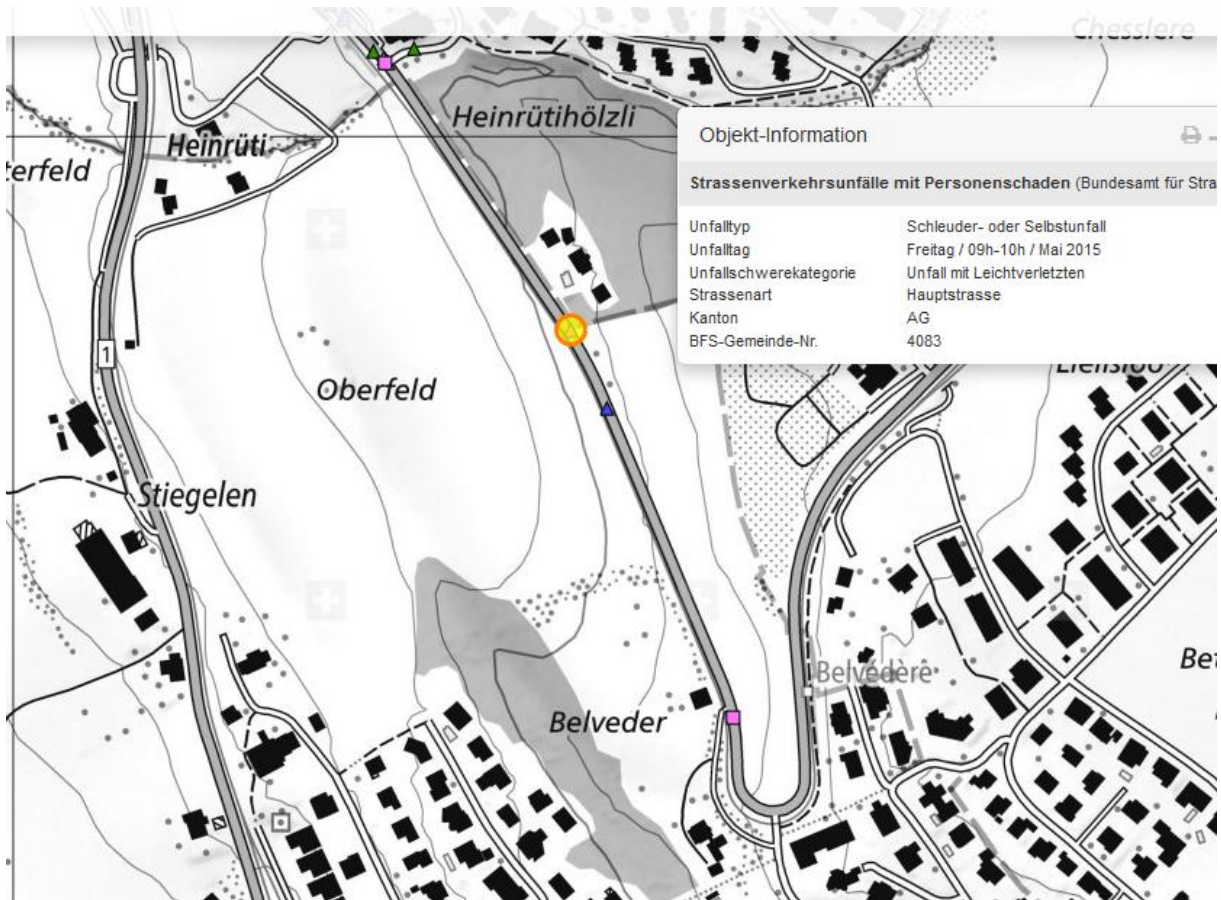 Chesslere
Heinrütihölzli
Heinrüti
terfeld
Objekt-Information
Strassenverkehrsunfälle mit Personenschaden (Bundesamt für Stra
Unfalltyp Schleuder- oder Selbstunfall
Unfalltag Freitag / 09h-10h / Mai 2015
Unfallschwerekategorie Unfall mit Leichtverletzten
Strassenart Hauptstrasse
Kanton AG
BFS-Gemeinde-Nr. 4083
1
Oberfeld
Stiegelen
Belvédère
Bet
Belveder